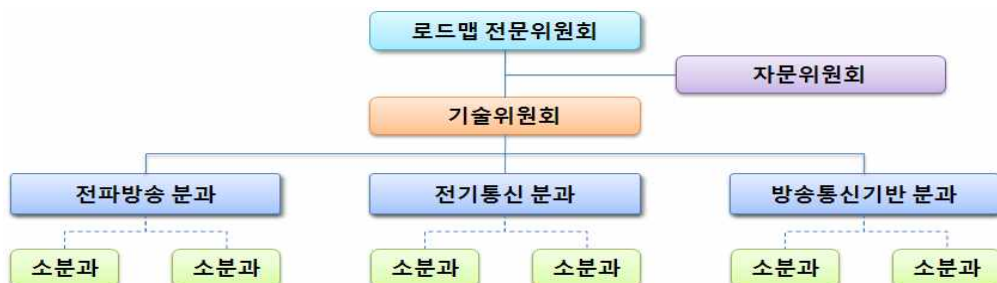 로드맵 전문위원회
자문위원회
기술위원회
전파방송 분과
전기통신 분과
방송통신기반 분과
소분과
소분과
소분과
소분과
소분과
소분과